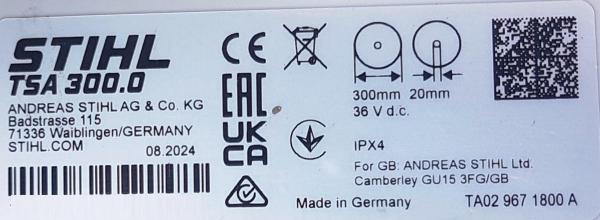 STIHL
TSA 300.0
ANDREAS STIHL AG & Co. KG
Badstrasse 115
71336 Waiblingen/GERMANY
STIHL.COM 08.2024
CE
EAC
UK
CA
300mm 20mm
36 V d.c.
IPX4
For GB: ANDREAS STIHL Ltd.
Camberley GU15 3FG/GB
Made in Germany TA02 967 1800 A